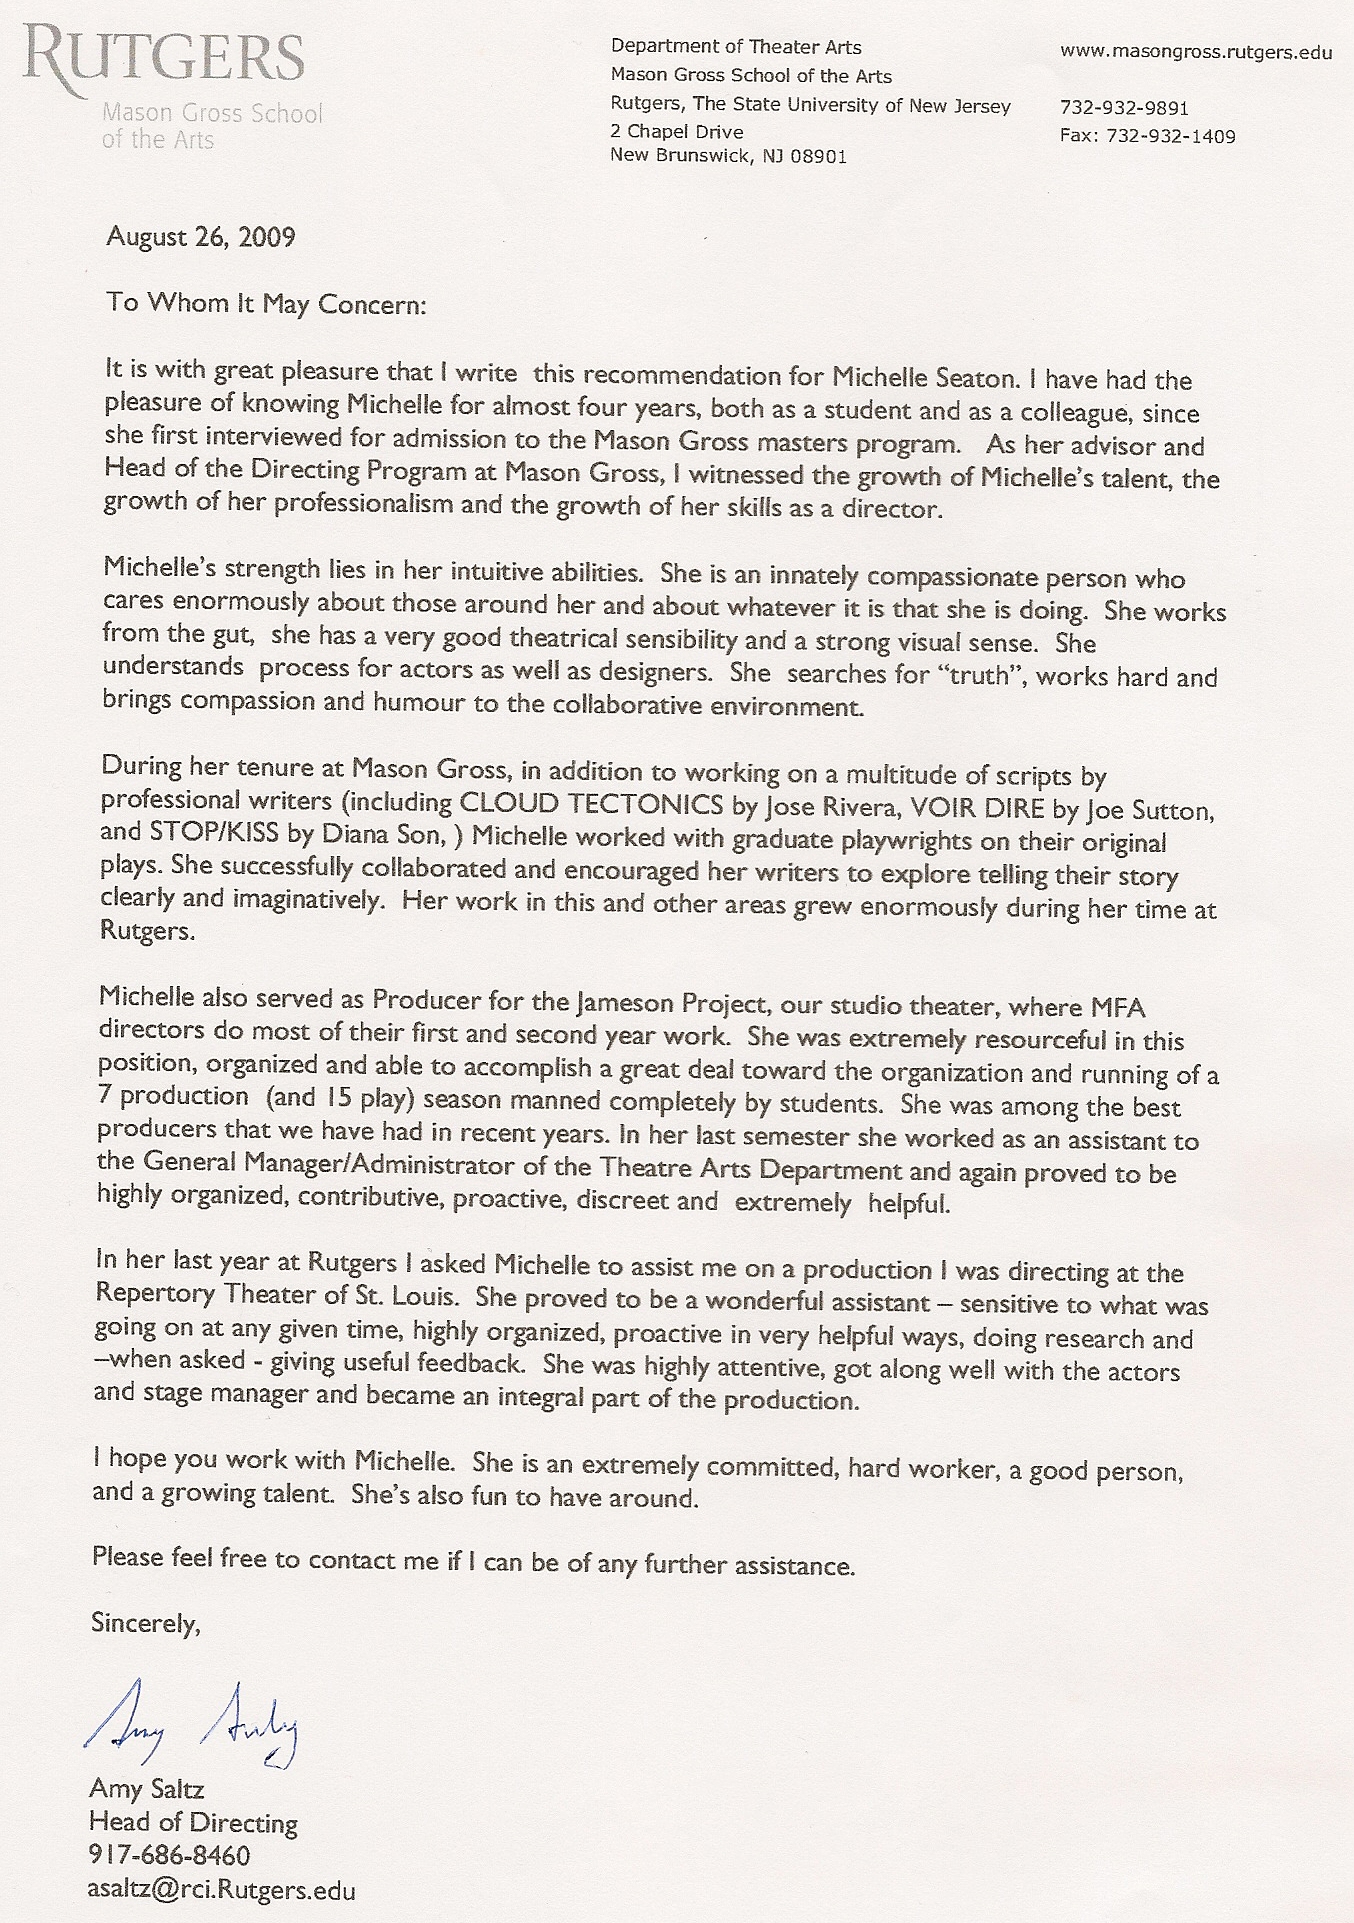 RUTGERS
Mason Gross School
of the Arts
Department of Theater Arts
Mason Gross School of the Arts
Rutgers, The State University of New Jersey
2 Chapel Drive
New Brunswick, NJ 08901
www.masongross.rutgers.edu
732-932-9891
Fax: 732-932-1409
August 26, 2009
To Whom It May Concern:
It is with great pleasure that I write  this recommendation for Michelle Seaton. I have had the
pleasure of knowing Michelle for almost four years, both as a student and as a colleague, since
she first interviewed for admission to the Mason Gross masters program.   As her advisor and
Head of the Directing Program at Mason Gross, I witnessed the growth of Michelle's talent, the
growth of her professionalism and the growth of her skills as a director.
Michelle's strength lies in her intuitive abilities.  She is an innately compassionate person who
cares enormously about those around her and about whatever it is that she is doing.  She works
from the gut,  she has a very good theatrical sensibility and a strong visual sense.  She
understands  process for actors as well as designers.  She  searches for “truth”, works hard and
brings compassion and humour to the collaborative environment.
During her tenure at Mason Gross, in addition to working on a multitude of scripts by
professional writers (including CLOUD TECTONICS by Jose Rivera, VOIR DIRE by Joe Sutton,
and STOP/KISS by Diana Son, ) Michelle worked with graduate playwrights on their original
plays. She successfully collaborated and encouraged her writers to explore telling their story
clearly and imaginatively.  Her work in this and other areas grew enormously during her time at
Rutgers.
Michelle also served as Producer for the Jameson Project, our studio theater, where MFA
directors do most of their first and second year work.  She was extremely resourceful in this
position, organized and able to accomplish a great deal toward the organization and running of a
7 production  (and 15 play) season manned completely by students.  She was among the best
producers that we have had in recent years. In her last semester she worked as an assistant to
the General Manager/Administrator of the Theatre Arts Department and again proved to be
highly organized, contributive, proactive, discreet and  extremely  helpful.
In her last year at Rutgers I asked Michelle to assist me on a production I was directing at the
Repertory Theater of St. Louis.  She proved to be a wonderful assistant – sensitive to what was
going on at any given time, highly organized, proactive in very helpful ways, doing research and
–when asked - giving useful feedback.  She was highly attentive, got along well with the actors
and stage manager and became an integral part of the production.
I hope you work with Michelle.  She is an extremely committed, hard worker, a good person,
and a growing talent.  She's also fun to have around.
Please feel free to contact me if I can be of any further assistance.
Sincerely,
Amy
Amy Saltz
Head of Directing
917-686-8460
asaltz@rci.Rutgers.edu